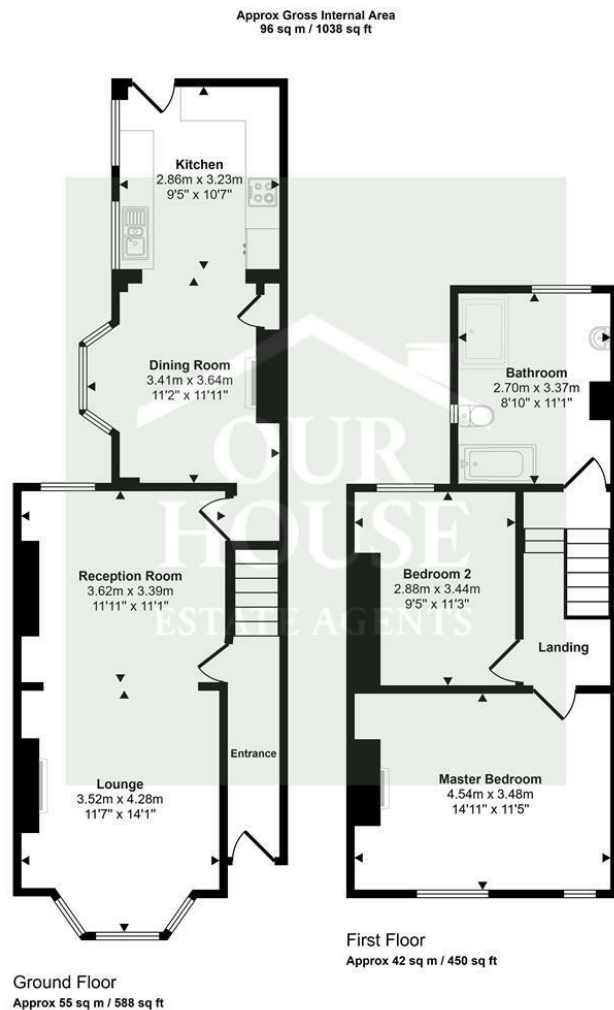 Approx Gross Internal Area
96 sq m / 1038 sq ft
Kitchen
2.86m x 3.23m
9'5" x 10'7"
Dining Room
3.41m x 3.64m
11'2" x 11'11"
Bathroom
2.70m x 3.37m
8'10" x 11'1"
OUR
HOUSE
ESTATE AGENTS
Reception Room
3.62m x 3.39m
11'11" x 11'1"
Bedroom 2
2.88m x 3.44m
9'5" x 11'3"
Landing
Entrance
Lounge
3.52m x 4.28m
11'7" x 14'1"
Master Bedroom
4.54m x 3.48m
14'11" x 11'5"
First Floor
Approx 42 sq m / 450 sq ft
Ground Floor
Approx 55 sq m / 588 sq ft